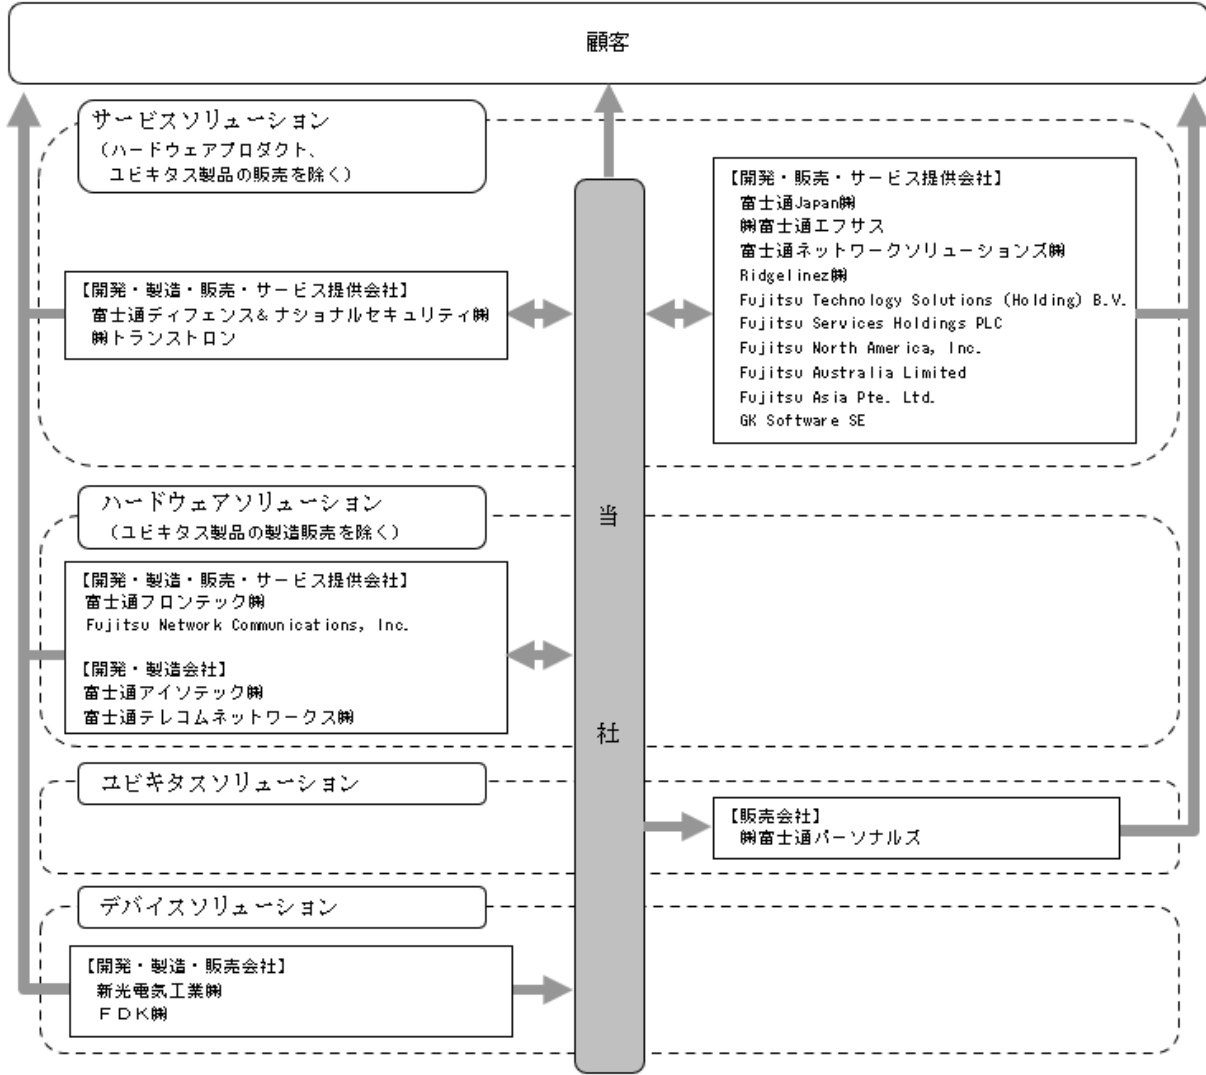 顧客
サービスソリューション
（ハードウェアプロダクト、
ユビキタス製品の販売を除く）
【開発・製造・販売・サービス提供会社】
富士通ディフェンス＆ナショナルセキュリティ㈱
㈱トランストロン
【開発・販売・サービス提供会社】
富士通Japan㈱
㈱富士通エフサス
富士通ネットワークソリューションズ㈱
Ridgelinez㈱
Fujitsu Technology Solutions (Holding) B.V.
Fujitsu Services Holdings PLC
Fujitsu North America, Inc.
Fujitsu Australia Limited
Fujitsu Asia Pte. Ltd.
GK Software SE
当
社
ハードウェアソリューション
（ユビキタス製品の製造販売を除く）
【開発・製造・販売・サービス提供会社】
富士通フロンテック㈱
Fujitsu Network Communications, Inc.
【開発・製造会社】
富士通アイソテック㈱
富士通テレコムネットワークス㈱
ユビキタスソリューション
【販売会社】
㈱富士通パーソナルズ
デバイスソリューション
【開発・製造・販売会社】
新光電気工業㈱
ＦＤＫ㈱